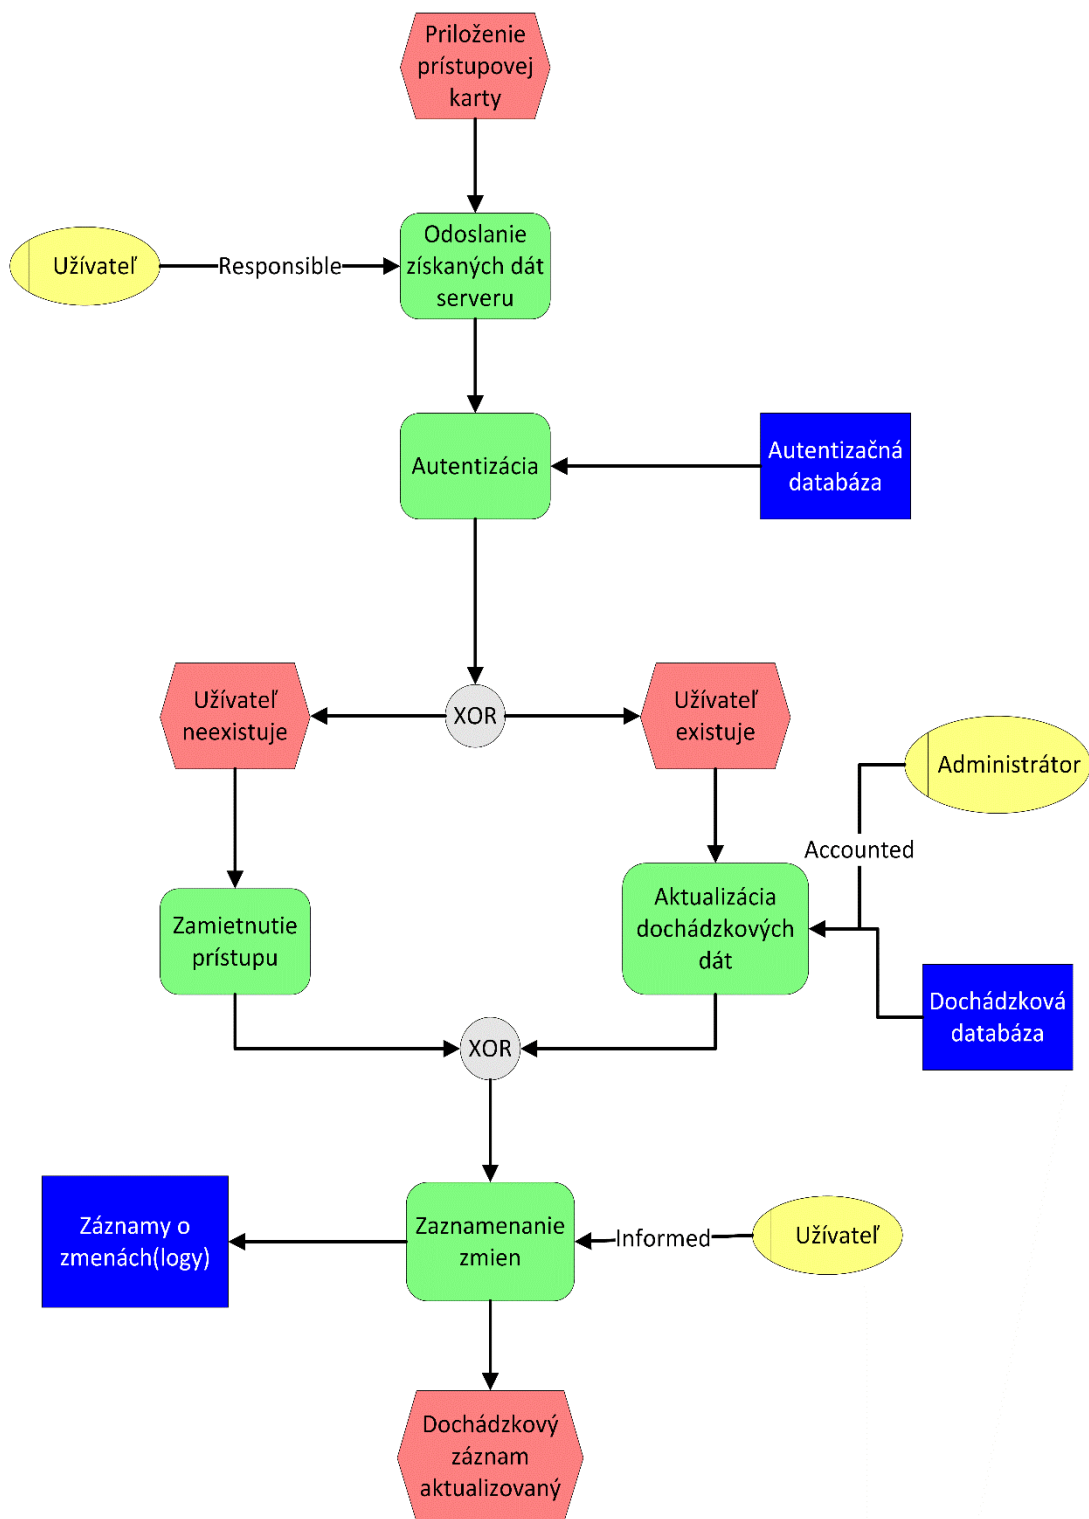 Priloženie
prístupovej
karty
Odoslanie
získaných dát
serveru
Užívateľ
Responsible
Autentizácia
Autentizačná
databáza
Užívateľ
neexistuje
XOR
Užívateľ
existuje
Administrátor
Accounted
Zamietnutie
prístupu
Aktualizácia
dochádzkových
dát
Dochádzková
databáza
XOR
Záznamy o
zmenách(logy)
Zaznamenanie
zmien
Informed
Užívateľ
Dochádzkový
záznam
aktualizovaný